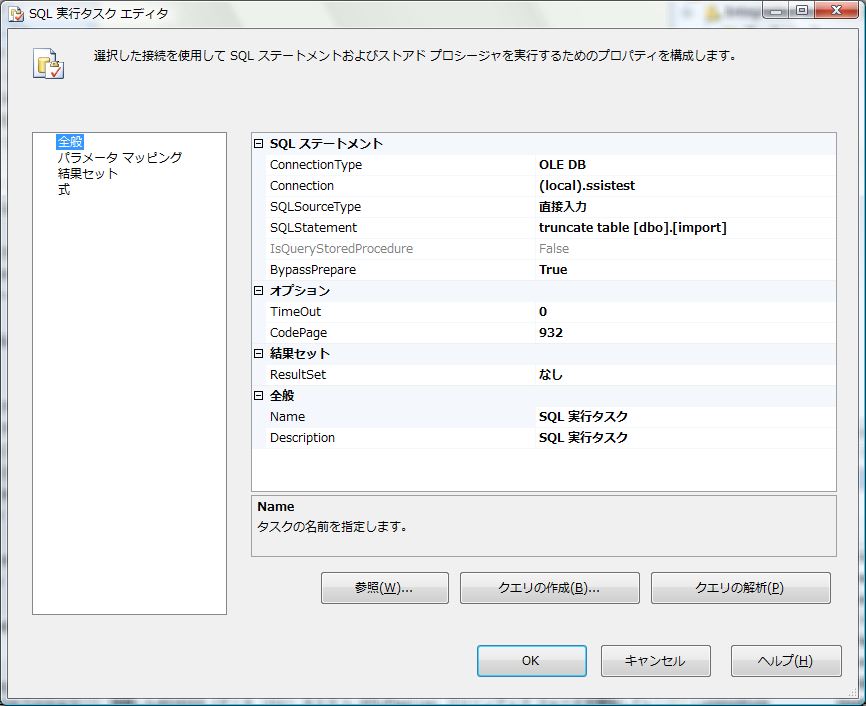 SQL 実行タスク エディタ
選択した接続を使用して SQL ステートメントおよびストアド プロシージャを実行するためのプロパティを構成します。
全般
パラメータ マッピング
結果セット
式
SQL ステートメント
ConnectionType OLE DB
Connection (local).ssistest
SQLSourceType 直接入力
SQLStatement truncate table [dbo].[import]
IsQueryStoredProcedure False
BypassPrepare True
オプション
TimeOut 0
CodePage 932
結果セット
ResultSet なし
全般
Name SQL 実行タスク
Description SQL 実行タスク
Name
タスクの名前を指定します。
参照(W)... クエリの作成(B)... クエリの解析(P)
OK キャンセル ヘルプ(H)